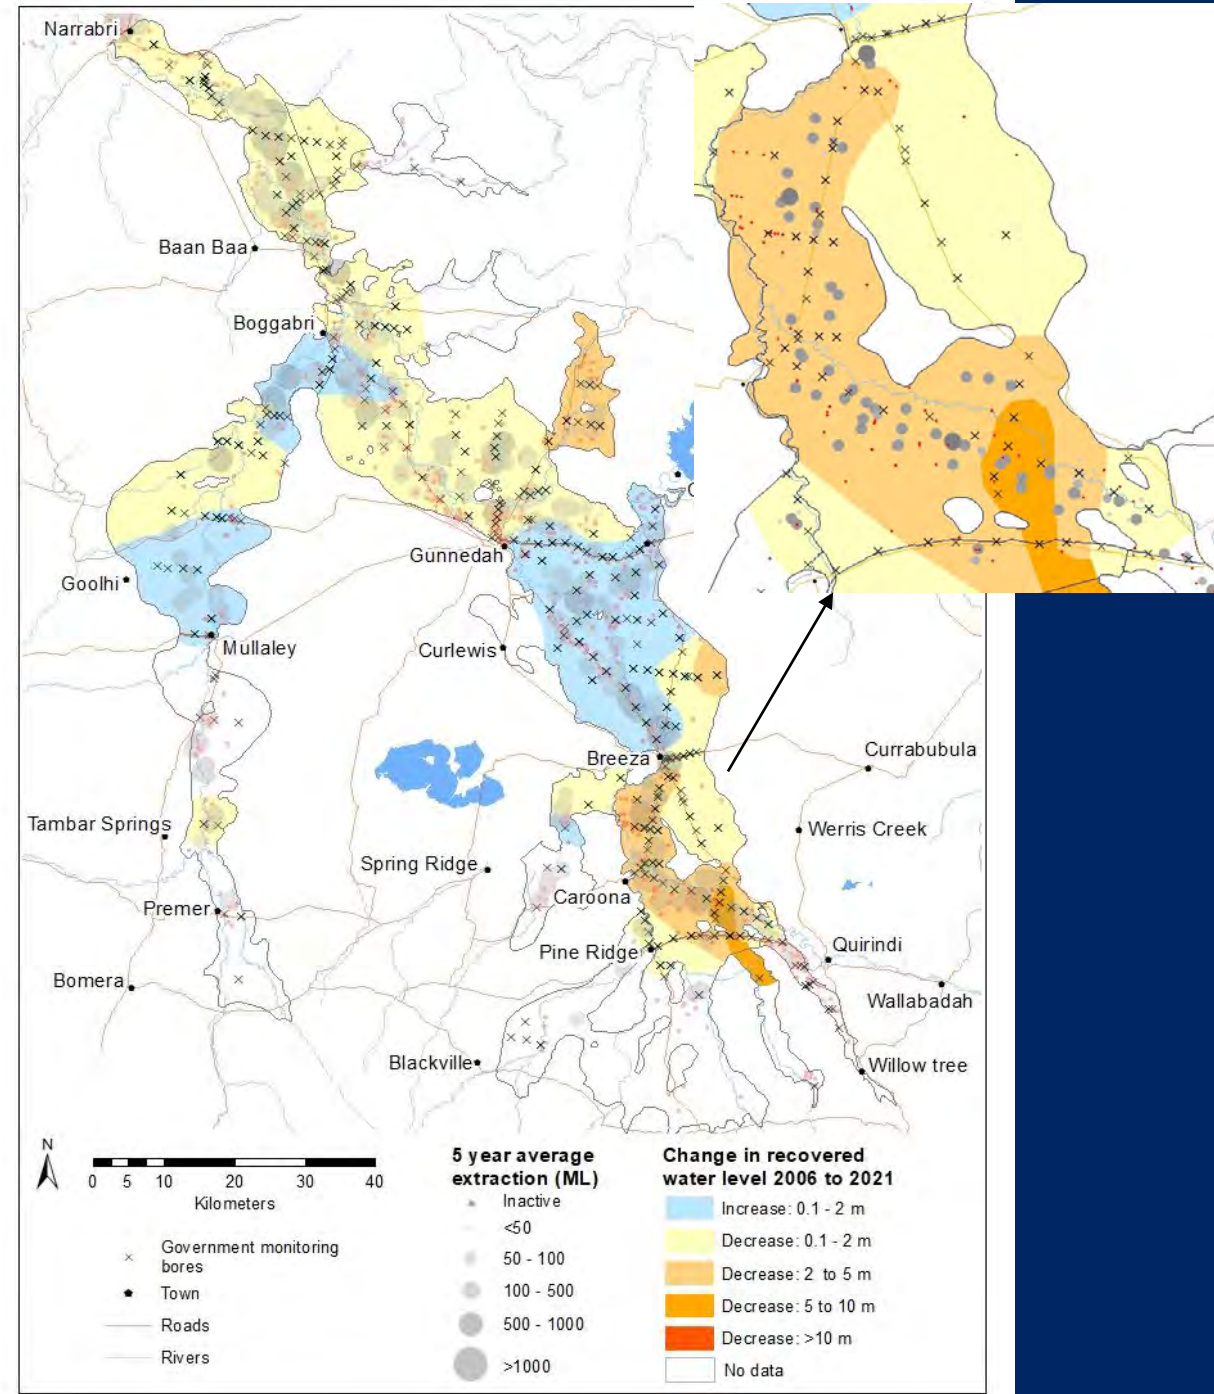 Narrabri
Baan Baa
Boggabri
Gunnedah
Goolhi
Mullaley
Curlewis
Breeza
Currabubula
Tambar Springs
Werris Creek
Spring Ridge
Caroona
Premer
Pine Ridge
Quirindi
Bomera
Wallabadah
Blackville
Willow tree
N
0 5 10 20 30 40
Kilometers
Government monitoring
bores
Town
Roads
Rivers
5 year average
extraction (ML)
Inactive
<50
50 - 100
100 - 500
500 - 1000
>1000
Change in recovered
water level 2006 to 2021
Increase: 0.1 - 2 m
Decrease: 0.1 - 2 m
Decrease: 2 to 5 m
Decrease: 5 to 10 m
Decrease: >10 m
No data